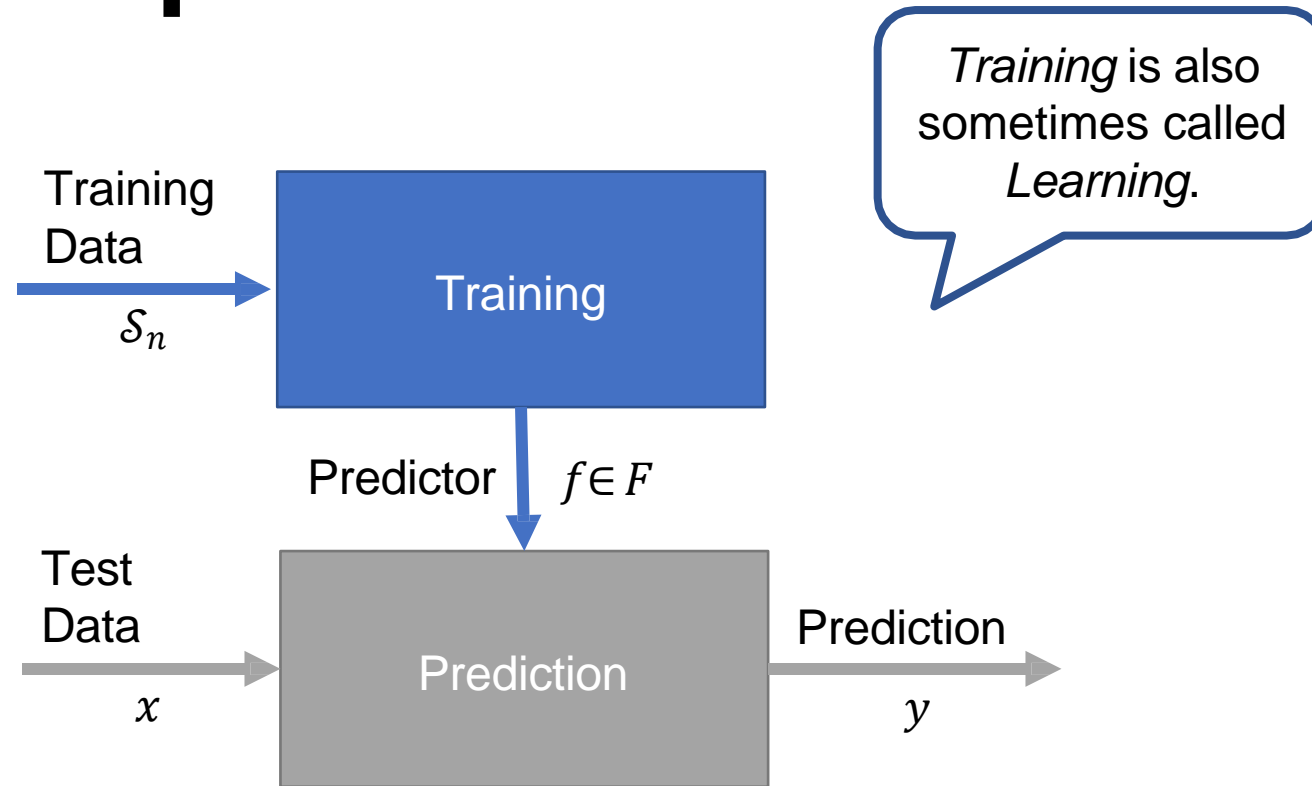 Training is also
sometimes called
Learning.
Training
Data
𝒮ₙ
Training
Predictor f ∈ F
Test
Data
x
Prediction
Prediction
y